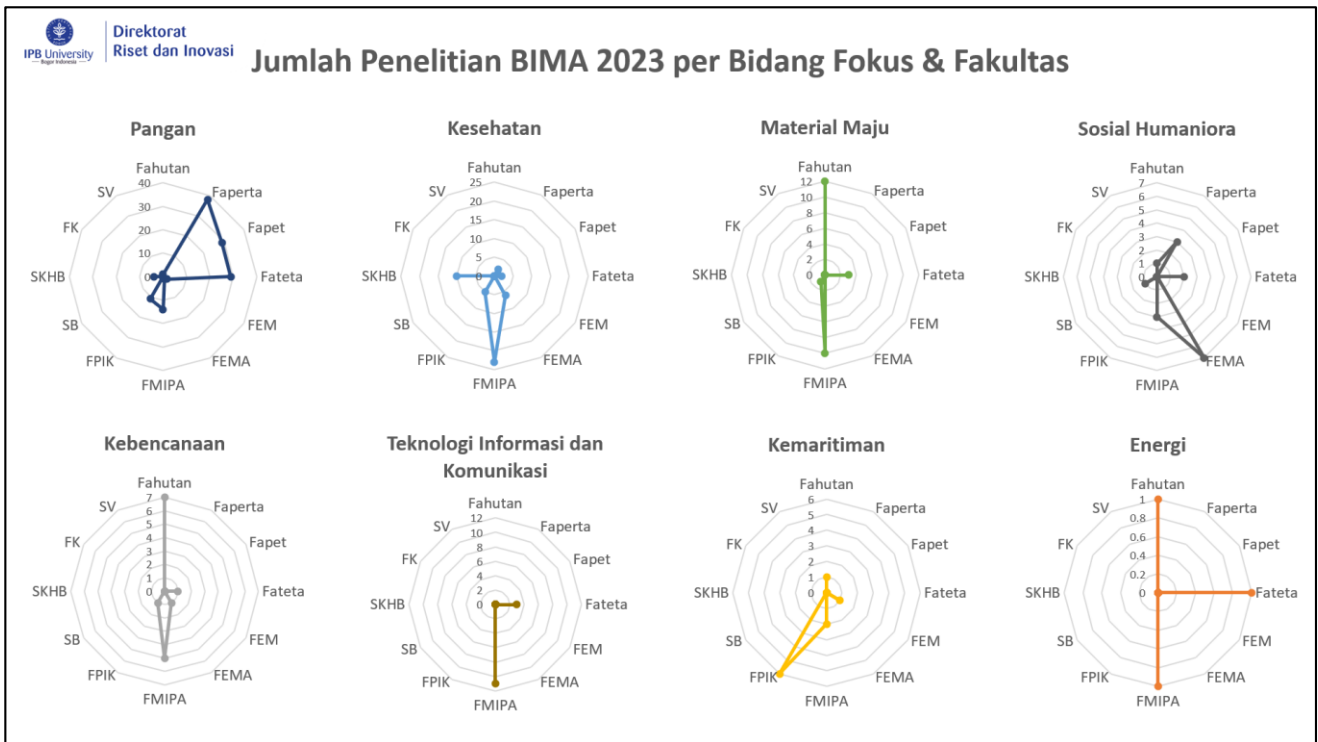 IPB University
Bogor Indonesia
Direktorat
Riset dan Inovasi
Jumlah Penelitian BIMA 2023 per Bidang Fokus & Fakultas
Pangan
Fahutan
Faperta
Fapet
Fateta
FEM
FEMA
FMIPA
FPIK
SB
SKHB
FK
SV
40
30
20
10
0
Kesehatan
Fahutan
Faperta
Fapet
Fateta
FEM
FEMA
FMIPA
FPIK
SB
SKHB
FK
SV
25
20
15
10
5
0
Material Maju
Fahutan
Faperta
Fapet
Fateta
FEM
FEMA
FMIPA
FPIK
SB
SKHB
FK
SV
12
10
8
6
4
2
0
Sosial Humaniora
Fahutan
Faperta
Fapet
Fateta
FEM
FEMA
FMIPA
FPIK
SB
SKHB
FK
SV
7
6
5
4
3
2
1
0
Kebencanaan
Fahutan
Faperta
Fapet
Fateta
FEM
FEMA
FMIPA
FPIK
SB
SKHB
FK
SV
7
6
5
4
3
2
1
0
Teknologi Informasi dan
Komunikasi
Fahutan
Faperta
Fapet
Fateta
FEM
FEMA
FMIPA
FPIK
SB
SKHB
FK
SV
12
10
8
6
4
2
0
Kemaritiman
Fahutan
Faperta
Fapet
Fateta
FEM
FEMA
FMIPA
FPIK
SB
SKHB
FK
SV
6
5
4
3
2
1
0
Energi
Fahutan
Faperta
Fapet
Fateta
FEM
FEMA
FMIPA
FPIK
SB
SKHB
FK
SV
1
0.8
0.6
0.4
0.2
0